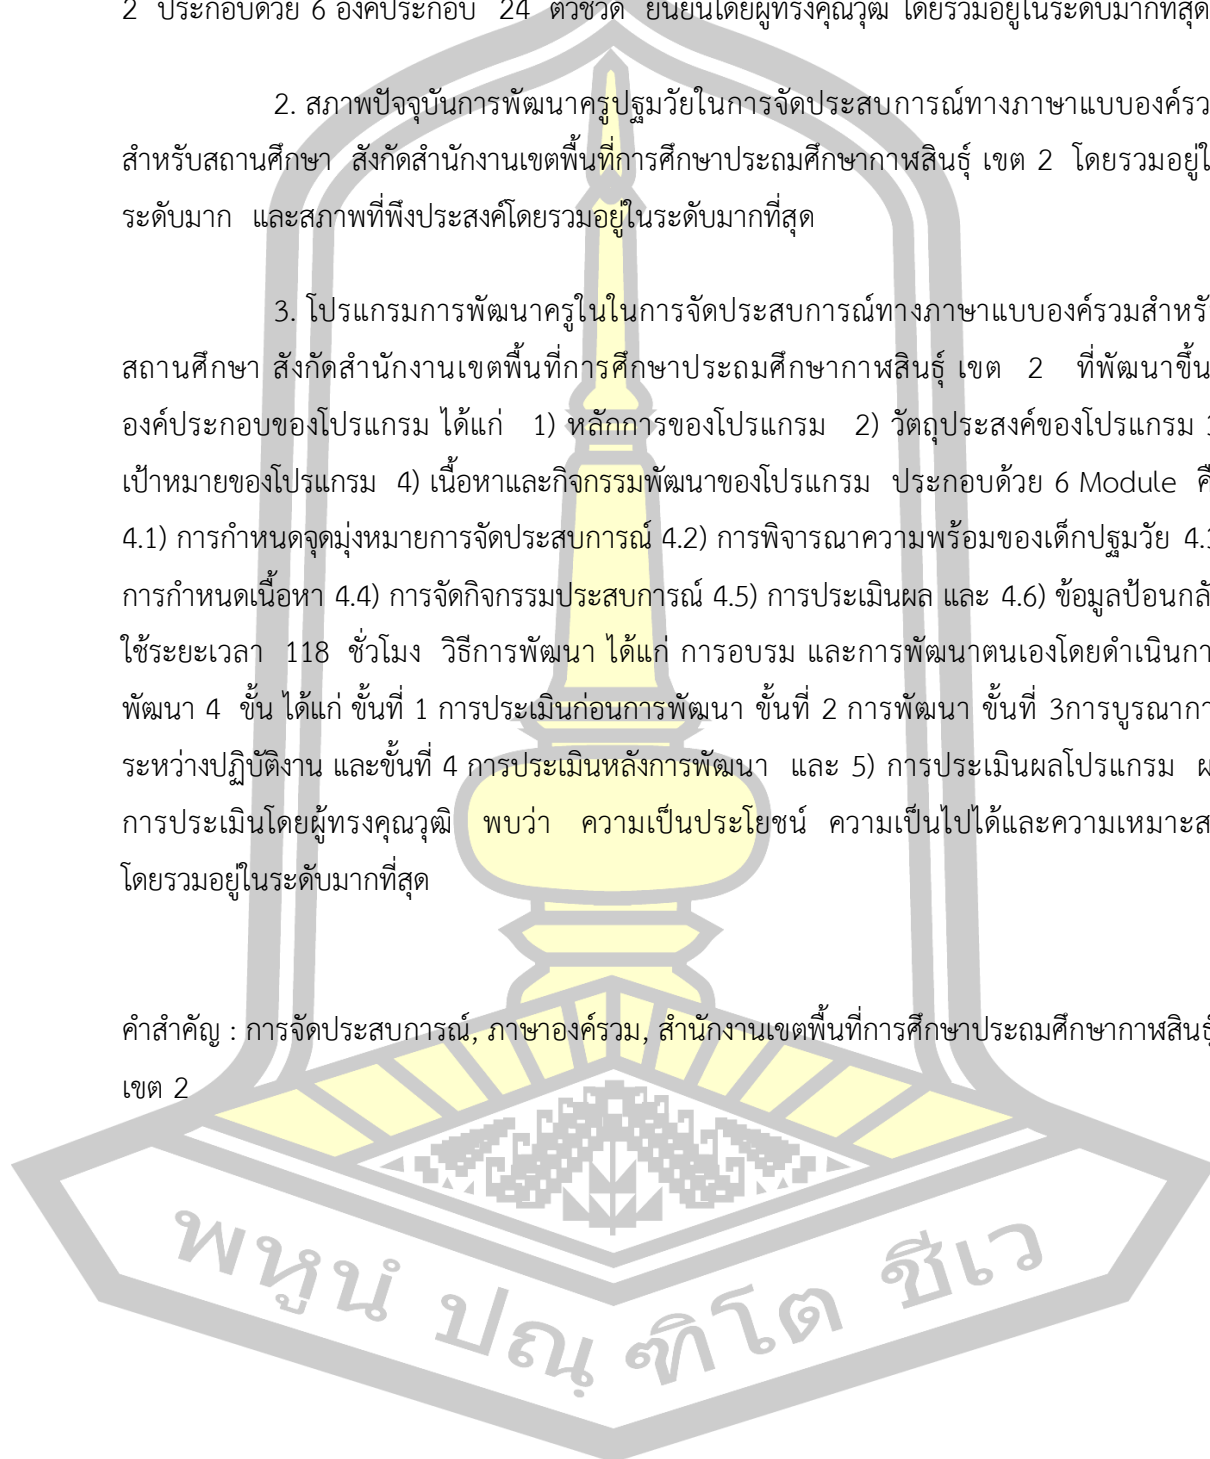 2 ประกอบด้วย 6 องค์ประกอบ 24 ตัวชี้วัด ยืนยันโดยผู้ทรงคุณวุฒิ โดยรวมอยู่ในระดับมากที่สุด
2. สภาพปัจจุบันการพัฒนาครูปฐมวัยในการจัดประสบการณ์ทางภาษาแบบองค์รว
สำหรับสถานศึกษา สังกัดสำนักงานเขตพื้นที่การศึกษาประถมศึกษากาฬสินธุ์ เขต 2 โดยรวมอยู่ใ
ระดับมาก และสภาพที่พึงประสงค์โดยรวมอยู่ในระดับมากที่สุด
3. โปรแกรมการพัฒนาครูในในการจัดประสบการณ์ทางภาษาแบบองค์รวมสำหรั
สถานศึกษา สังกัดสำนักงานเขตพื้นที่การศึกษาประถมศึกษากาฬสินธุ์ เขต 2 ที่พัฒนาขึ้น
องค์ประกอบของโปรแกรม ได้แก่ 1) หลักการของโปรแกรม 2) วัตถุประสงค์ของโปรแกรม 3
เป้าหมายของโปรแกรม 4) เนื้อหาและกิจกรรมพัฒนาของโปรแกรม ประกอบด้วย 6 Module คื
4.1) การกำหนดจุดมุ่งหมายการจัดประสบการณ์ 4.2) การพิจารณาความพร้อมของเด็กปฐมวัย 4.3
การกำหนดเนื้อหา 4.4) การจัดกิจกรรมประสบการณ์ 4.5) การประเมินผล และ 4.6) ข้อมูลป้อนกลั
ใช้ระยะเวลา 118 ชั่วโมง วิธีการพัฒนา ได้แก่ การอบรม และการพัฒนาตนเองโดยดำเนินกา
พัฒนา 4 ขั้น ได้แก่ ขั้นที่ 1 การประเมินก่อนการพัฒนา ขั้นที่ 2 การพัฒนา ขั้นที่ 3การบูรณากา
ระหว่างปฏิบัติงาน และขั้นที่ 4 การประเมินหลังการพัฒนา และ 5) การประเมินผลโปรแกรม ผ
การประเมินโดยผู้ทรงคุณวุฒิ พบว่า ความเป็นประโยชน์ ความเป็นไปได้และความเหมาะส
โดยรวมอยู่ในระดับมากที่สุด
คำสำคัญ : การจัดประสบการณ์, ภาษาองค์รวม, สำนักงานเขตพื้นที่การศึกษาประถมศึกษากาฬสินธุ์
เขต 2
พหูนํ ปณฺฑิโต ชีเว